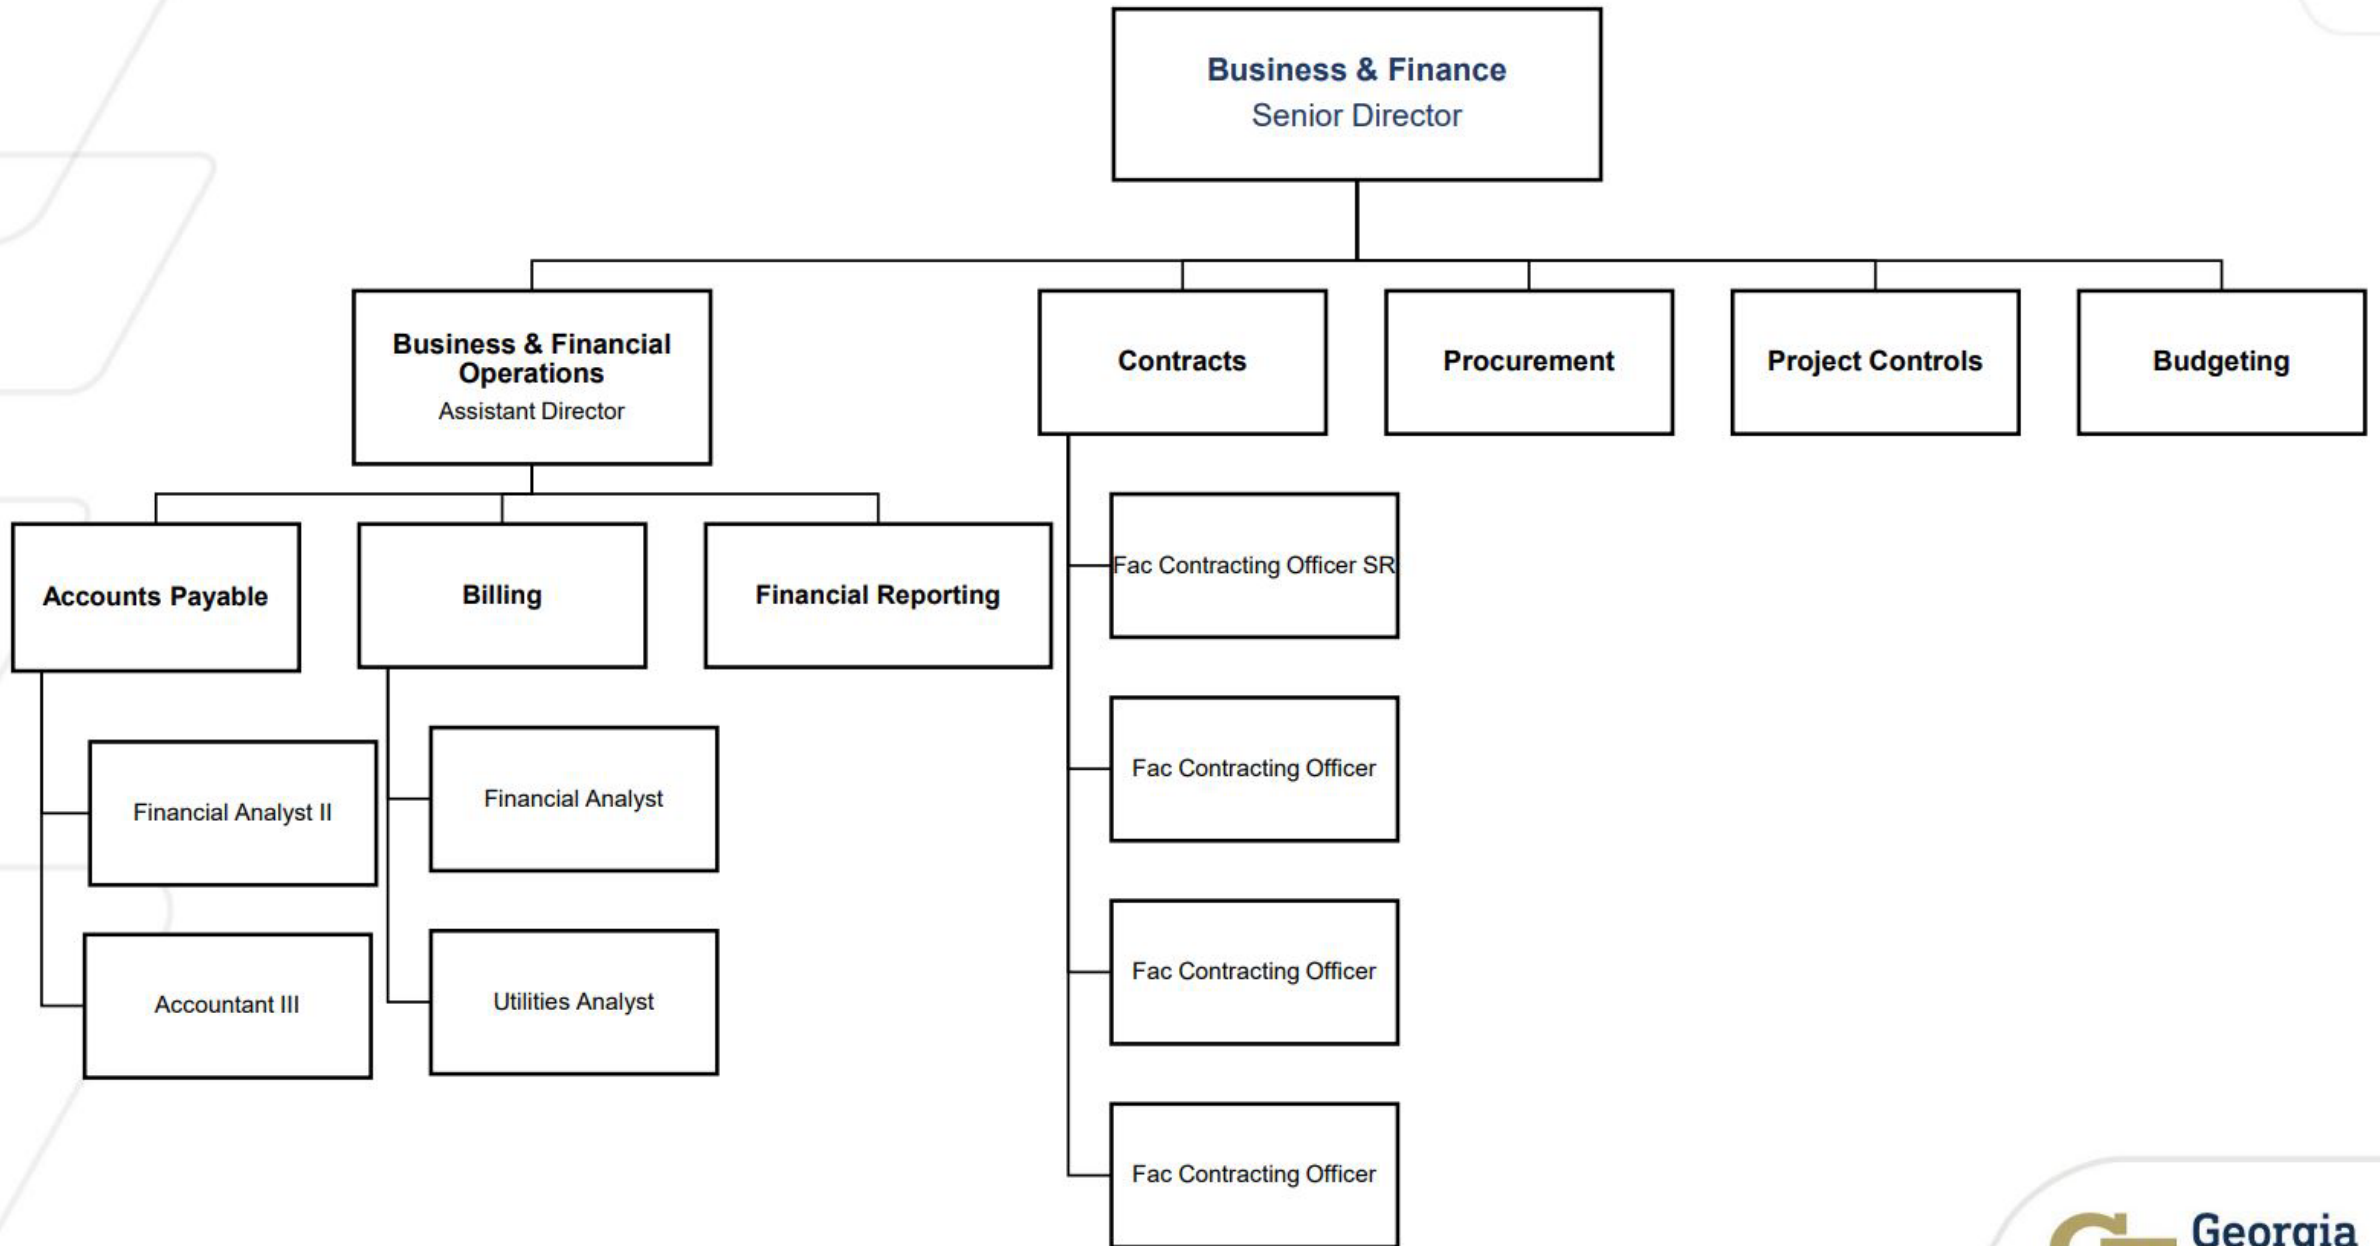 Business & Finance
Senior Director
Business & Financial
Operations
Assistant Director
Contracts
Procurement
Project Controls
Budgeting
Accounts Payable
Billing
Financial Reporting
Fac Contracting Officer SR
Financial Analyst II
Financial Analyst
Fac Contracting Officer
Accountant III
Utilities Analyst
Fac Contracting Officer
Fac Contracting Officer
Georgia